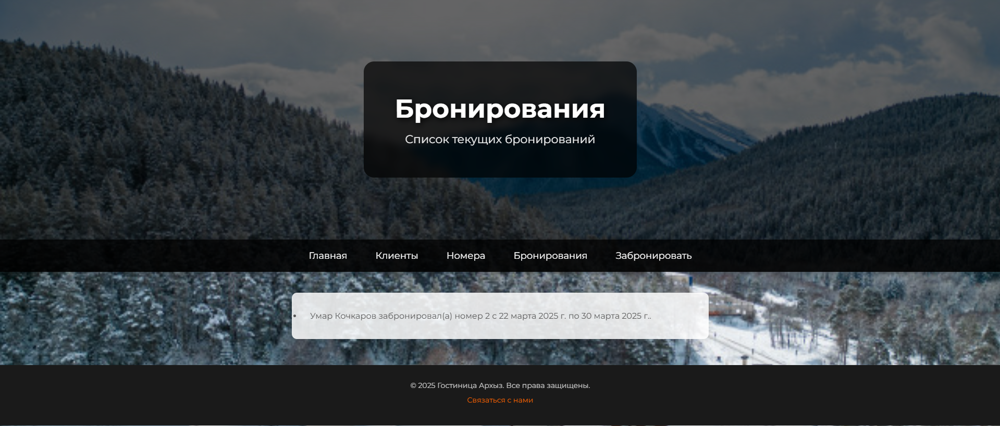 Бронирования
Список текущих бронирований
Главная Клиенты Номера Бронирования Забронировать
• Умар Кочкаров забронировал(а) номер 2 с 22 марта 2025 г. по 30 марта 2025 г..
© 2025 Гостиница Архыз. Все права защищены.
Связаться с нами